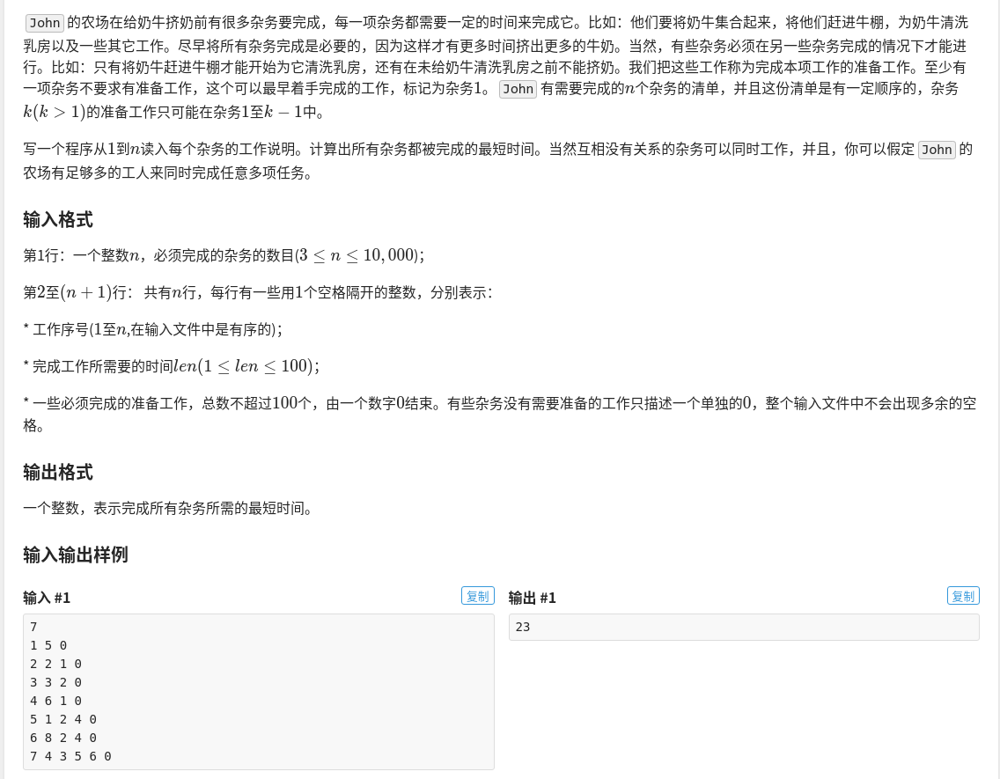 John 的农场在给奶牛挤奶前有很多杂务要完成，每一项杂务都需要一定的时间来完成它。比如：他们要将奶牛集合起来，将他们赶进牛棚，为奶牛清洗
乳房以及一些其它工作。尽早将所有杂务完成是必要的，因为这样才有更多时间挤出更多的牛奶。当然，有些杂务必须在另一些杂务完成的情况下才能进
行。比如：只有将奶牛赶进牛棚才能开始为它清洗乳房，还有在未给奶牛清洗乳房之前不能挤奶。我们把这些工作称为完成本项工作的准备工作。至少有
一项杂务不要求有准备工作，这个可以最早着手完成的工作，标记为杂务1。 John 有需要完成的n个杂务的清单，并且这份清单是有一定顺序的，杂务
k(k > 1)的准备工作只可能在杂务1至k − 1中。
写一个程序从1到n读入每个杂务的工作说明。计算出所有杂务都被完成的最短时间。当然互相没有关系的杂务可以同时工作，并且，你可以假定 John 的
农场有足够多的工人来同时完成任意多项任务。
输入格式
第1行：一个整数n，必须完成的杂务的数目(3 ≤ n ≤ 10,000)；
第2至(n + 1)行： 共有n行，每行有一些用1个空格隔开的整数，分别表示：
* 工作序号(1至n,在输入文件中是有序的)；
* 完成工作所需要的时间len(1 ≤ len ≤ 100)；
* 一些必须完成的准备工作，总数不超过100个，由一个数字0结束。有些杂务没有需要准备的工作只描述一个单独的0，整个输入文件中不会出现多余的空
格。
输出格式
一个整数，表示完成所有杂务所需的最短时间。
输入输出样例
输入 #1 复制
7
1 5 0
2 2 1 0
3 3 2 0
4 6 1 0
5 1 2 4 0
6 8 2 4 0
7 4 3 5 6 0
输出 #1 复制
23